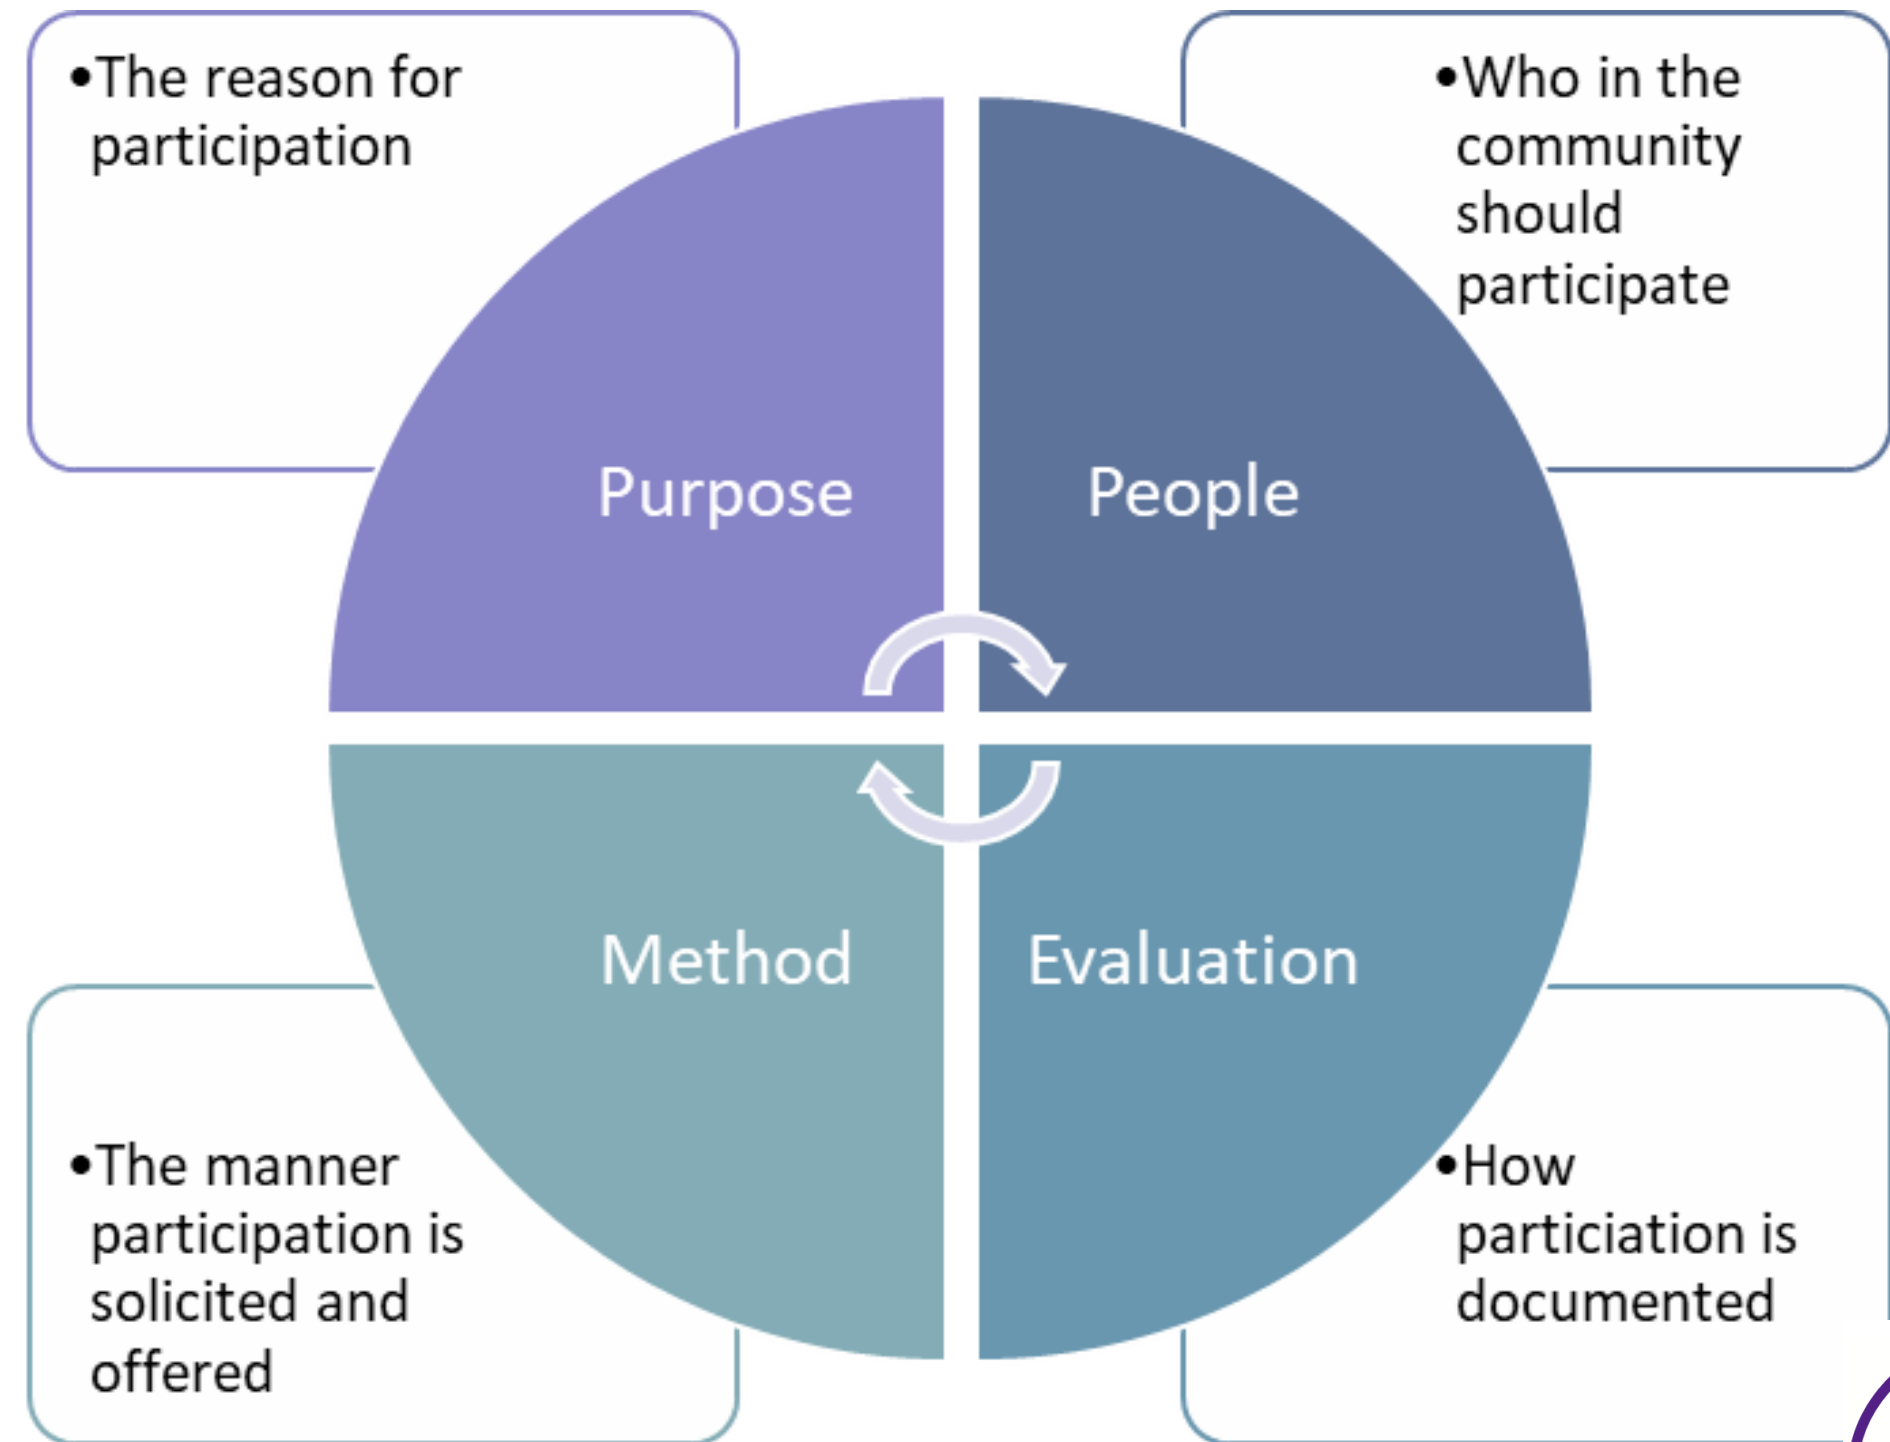 •The reason for
participation
•Who in the
community
should
participate
Purpose
People
Method
Evaluation
•The manner
participation is
solicited and
offered
•How
particiation is
documented